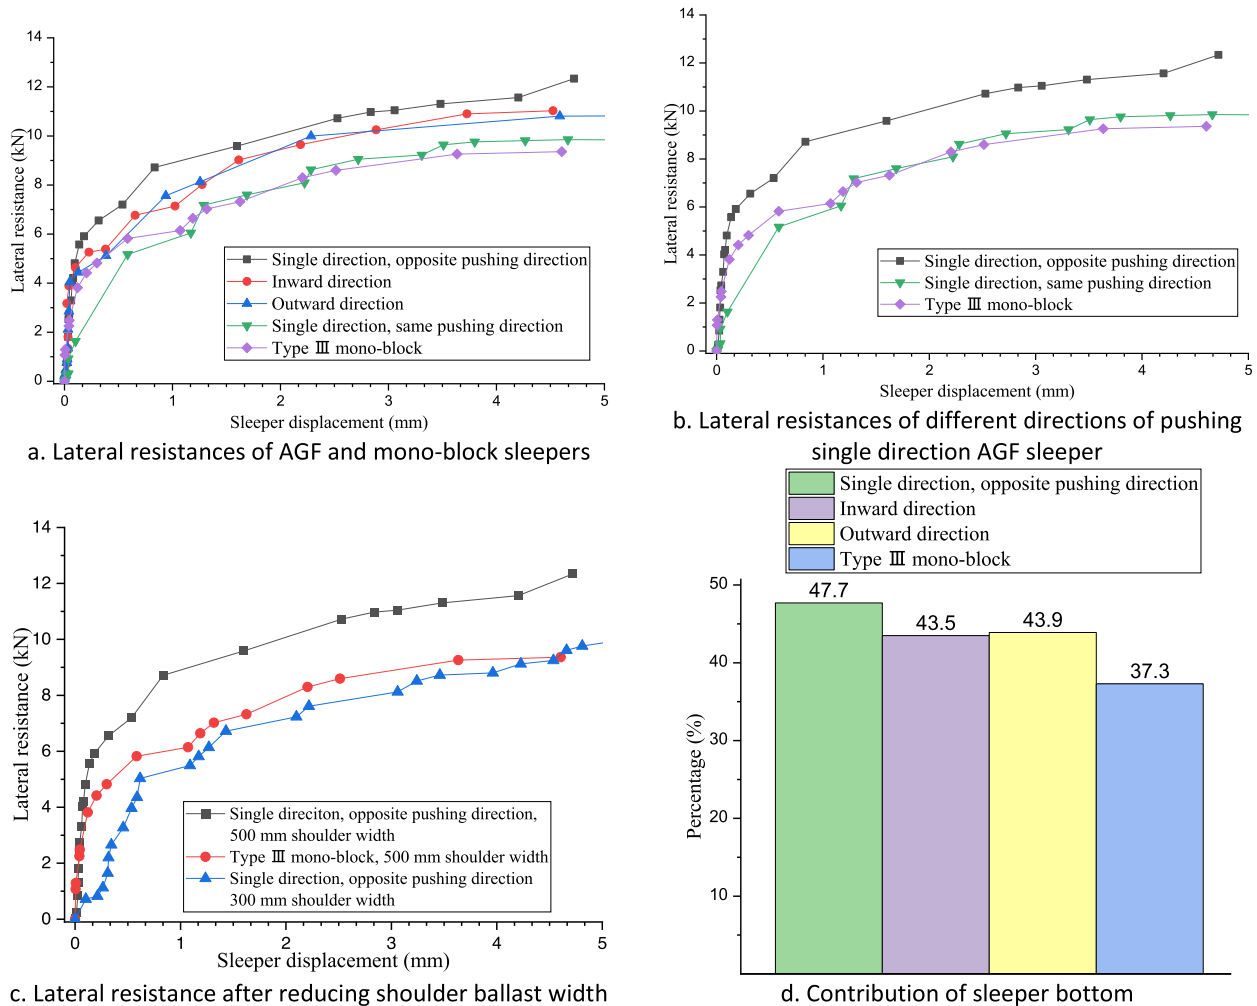 14
12
10
8
6
4
2
0
Lateral resistance (kN)
Single direction, opposite pushing direction
Inward direction
Outward direction
Single direction, same pushing direction
Type Ⅲ mono-block
0 1 2 3 4 5
Sleeper displacement (mm)
a. Lateral resistances of AGF and mono-block sleepers
14
12
10
8
6
4
2
0
Lateral resistance (kN)
Single direction, opposite pushing direction
Single direction, same pushing direction
Type Ⅲ mono-block
0 1 2 3 4 5
Sleeper displacement (mm)
b. Lateral resistances of different directions of pushing
single direction AGF sleeper
14
12
10
8
6
4
2
0
Lateral resistance (kN)
Single direciton, opposite pushing direction,
500 mm shoulder width
Type Ⅲ mono-block, 500 mm shoulder width
Single direction, opposite pushing direction
300 mm shoulder width
0 1 2 3 4 5
Sleeper displacement (mm)
c. Lateral resistance after reducing shoulder ballast width
Single direction, opposite pushing direction
Inward direction
Outward direction
Type Ⅲ mono-block
50
40
30
20
10
Percentage (%)
47.7
43.5
43.9
37.3
d. Contribution of sleeper bottom